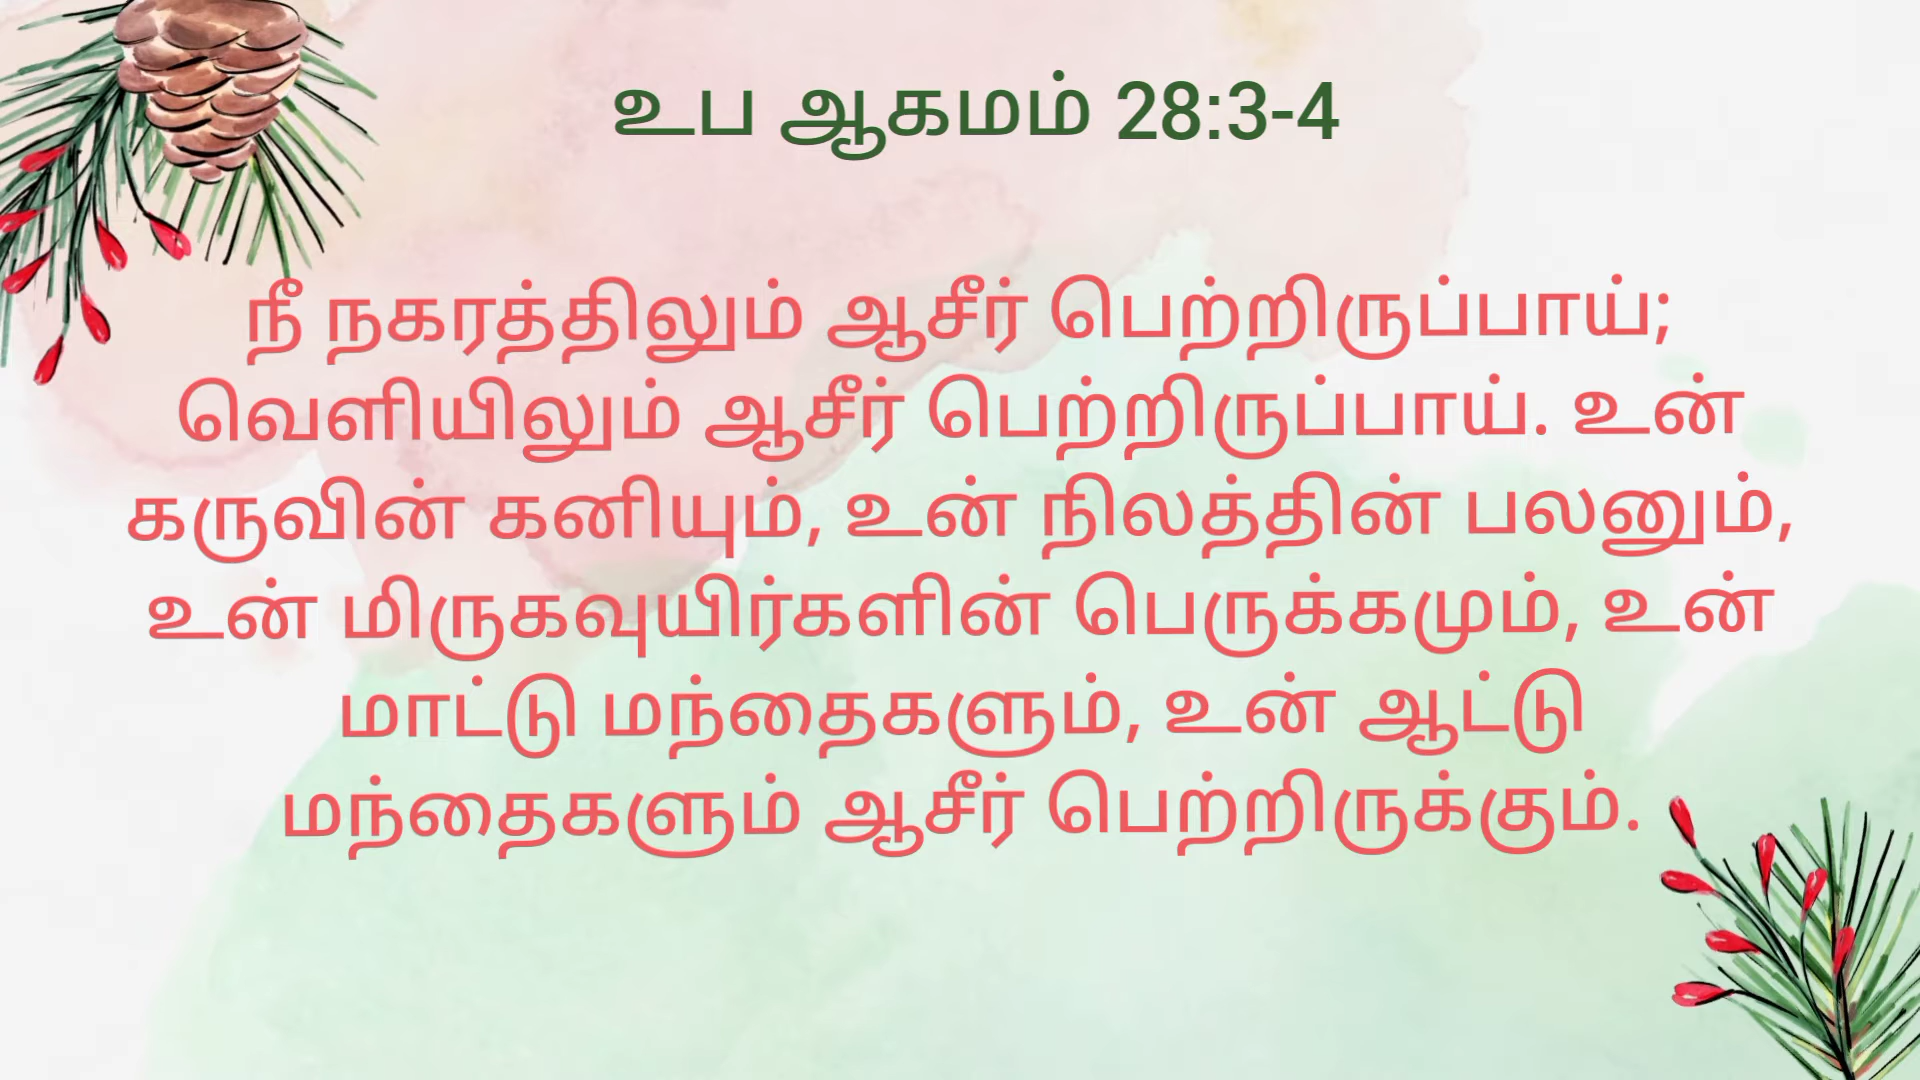 உப ஆகமம் 28:3-4
நீ நகரத்திலும் ஆசீர் பெற்றிருப்பாய்;
வெளியிலும் ஆசீர் பெற்றிருப்பாய். உன்
கருவின் கனியும், உன் நிலத்தின் பலனும்,
உன் மிருகவுயிர்களின் பெருக்கமும், உன்
மாட்டு மந்தைகளும், உன் ஆட்டு
மந்தைகளும் ஆசீர் பெற்றிருக்கும்.